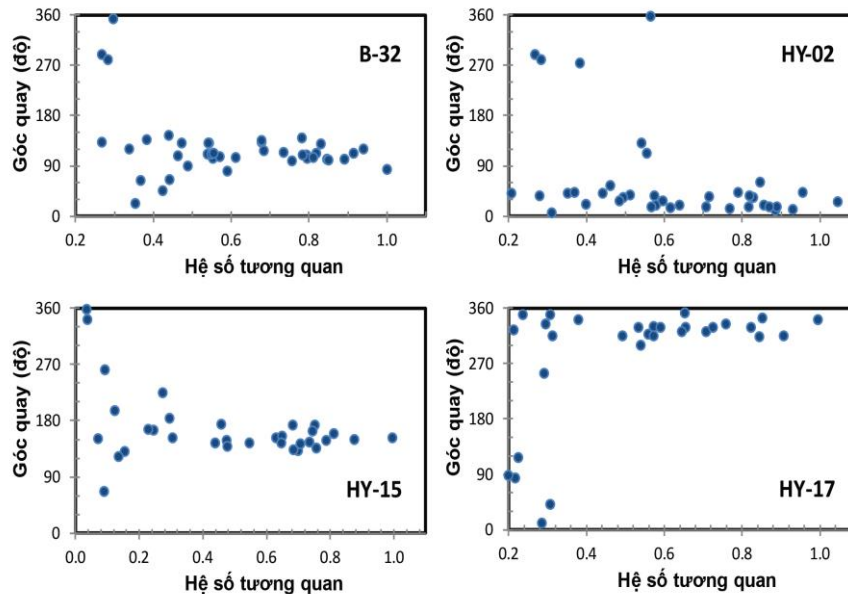 Góc quay (độ)
360
270
180
90
0
B-32
0.2 0.4 0.6 0.8 1.0
Hệ số tương quan
Góc quay (độ)
360
270
180
90
0
HY-02
0.2 0.4 0.6 0.8 1.0
Hệ số tương quan
Góc quay (độ)
360
270
180
90
0
HY-15
0.0 0.2 0.4 0.6 0.8 1.0
Hệ số tương quan
Góc quay (độ)
360
270
180
90
0
HY-17
0.2 0.4 0.6 0.8 1.0
Hệ số tương quan